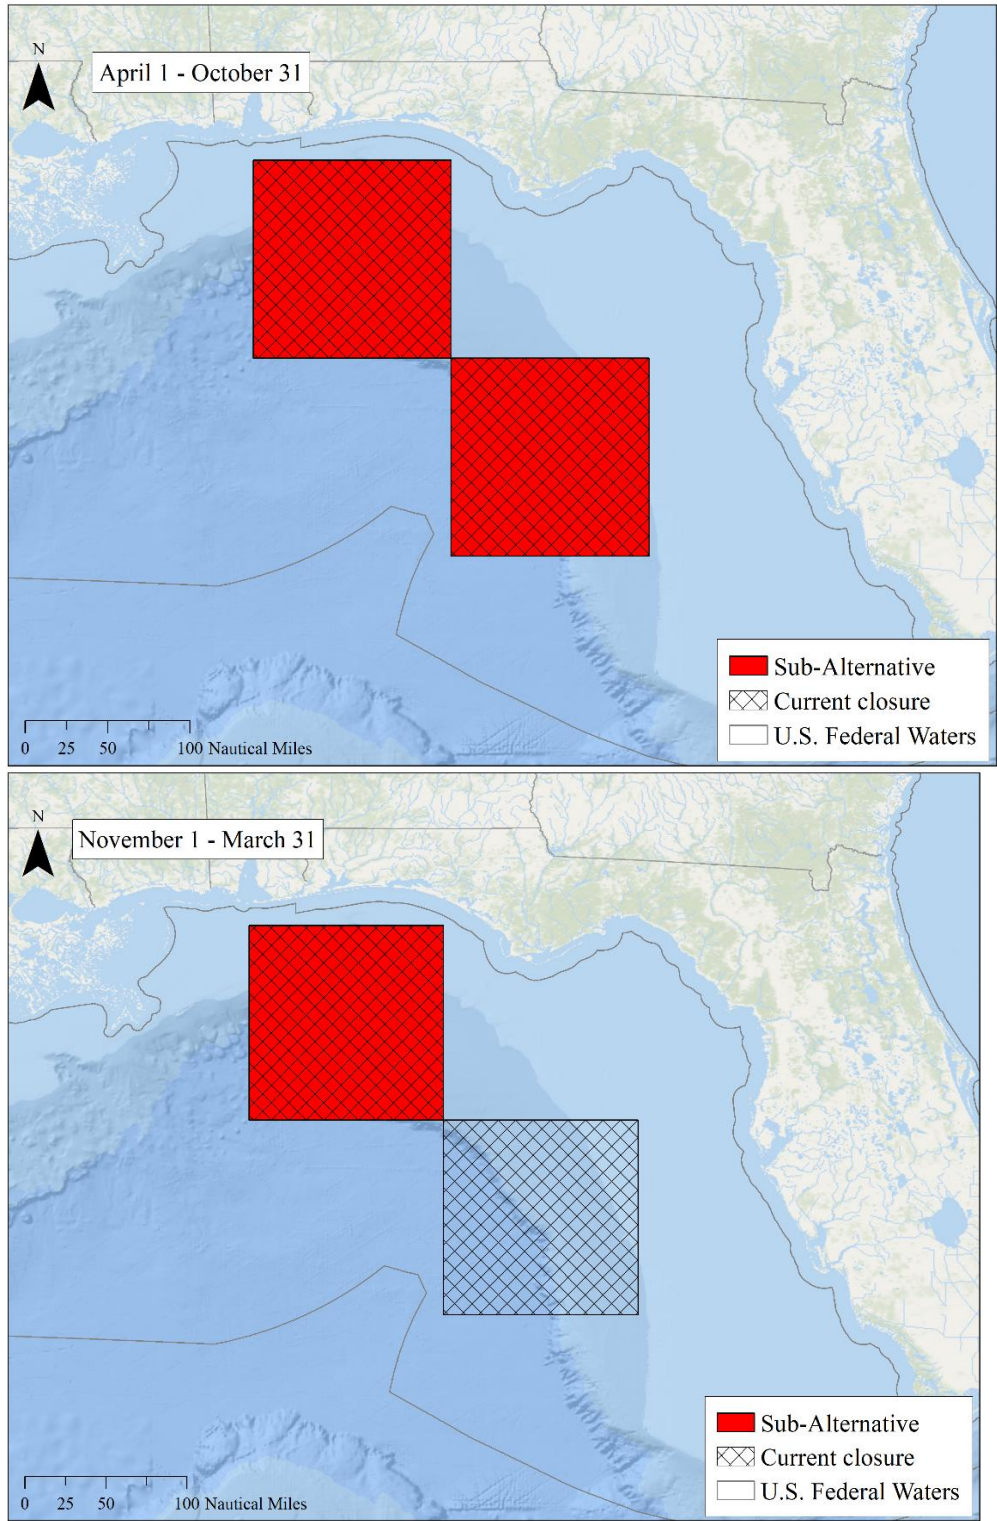 N
April 1 - October 31
Sub-Alternative
Current closure
U.S. Federal Waters
0 25 50 100 Nautical Miles
N
November 1 - March 31
Sub-Alternative
Current closure
U.S. Federal Waters
0 25 50 100 Nautical Miles